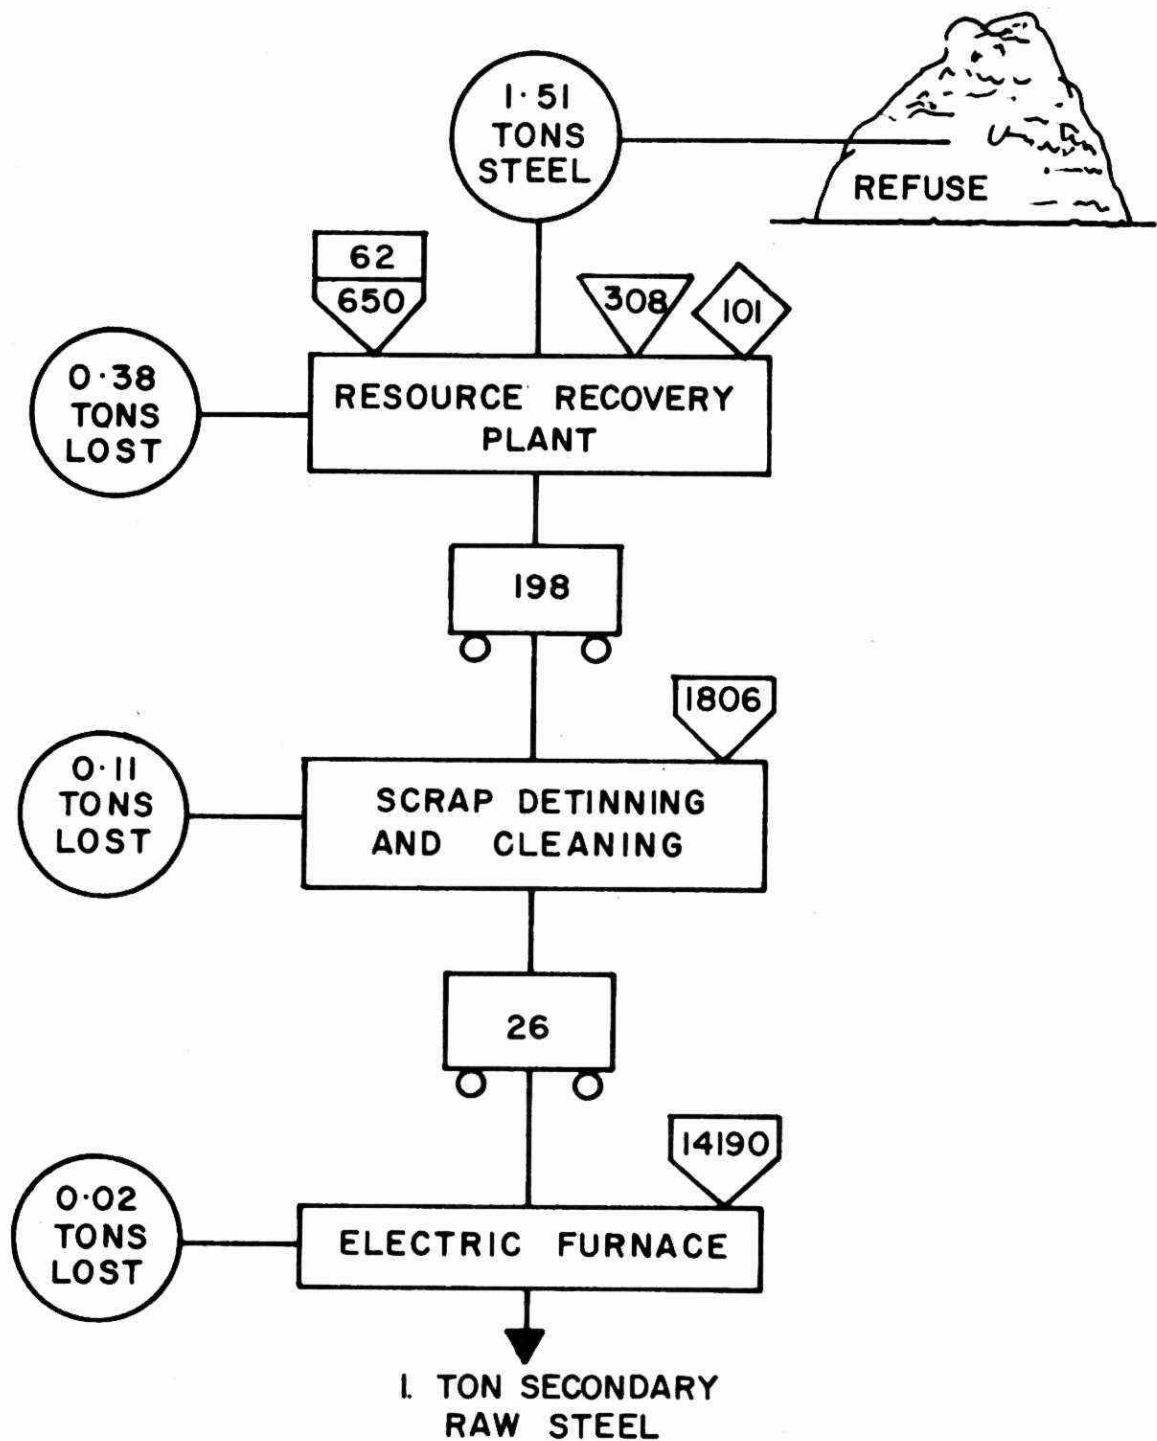 1·51
TONS
STEEL
REFUSE
62
650
308
101
0·38
TONS
LOST
RESOURCE RECOVERY
PLANT
198
1806
0·11
TONS
LOST
SCRAP DETINNING
AND CLEANING
26
14190
0·02
TONS
LOST
ELECTRIC FURNACE
1. TON SECONDARY
RAW STEEL